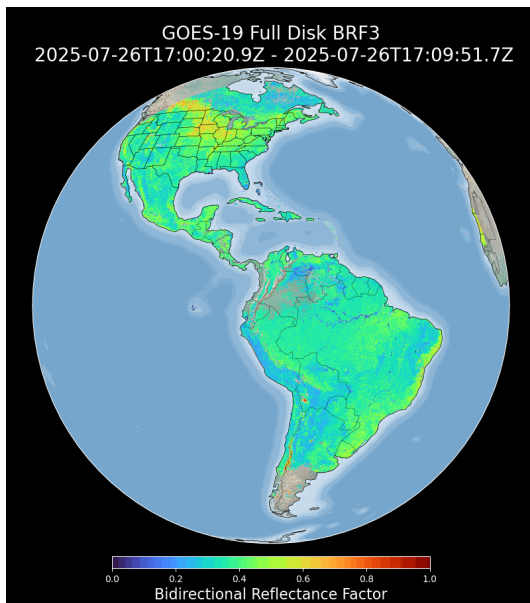 GOES-19 Full Disk BRF3
2025-07-26T17:00:20.9Z - 2025-07-26T17:09:51.7Z
0.0 0.2 0.4 0.6 0.8 1.0
Bidirectional Reflectance Factor